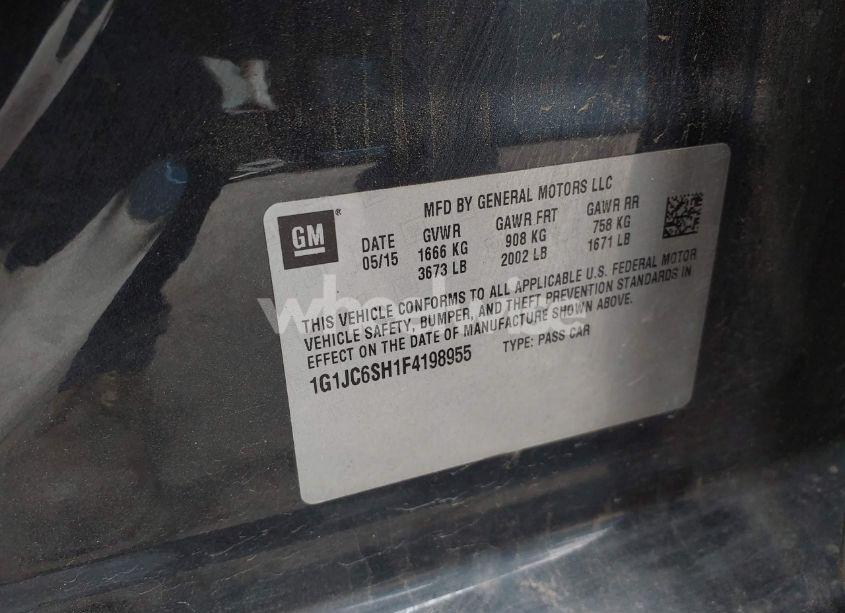 MFD BY GENERAL MOTORS LLC
GM®
DATE GVWR GAWR FRT GAWR RR
05/15 1666 KG 908 KG 758 KG
3673 LB 2002 LB 1671 LB
THIS VEHICLE CONFORMS TO ALL APPLICABLE U.S. FEDERAL MOTOR
VEHICLE SAFETY, BUMPER, AND THEFT PREVENTION STANDARDS IN
EFFECT ON THE DATE OF MANUFACTURE SHOWN ABOVE.
1G1JC6SH1F4198955 TYPE: PASS CAR